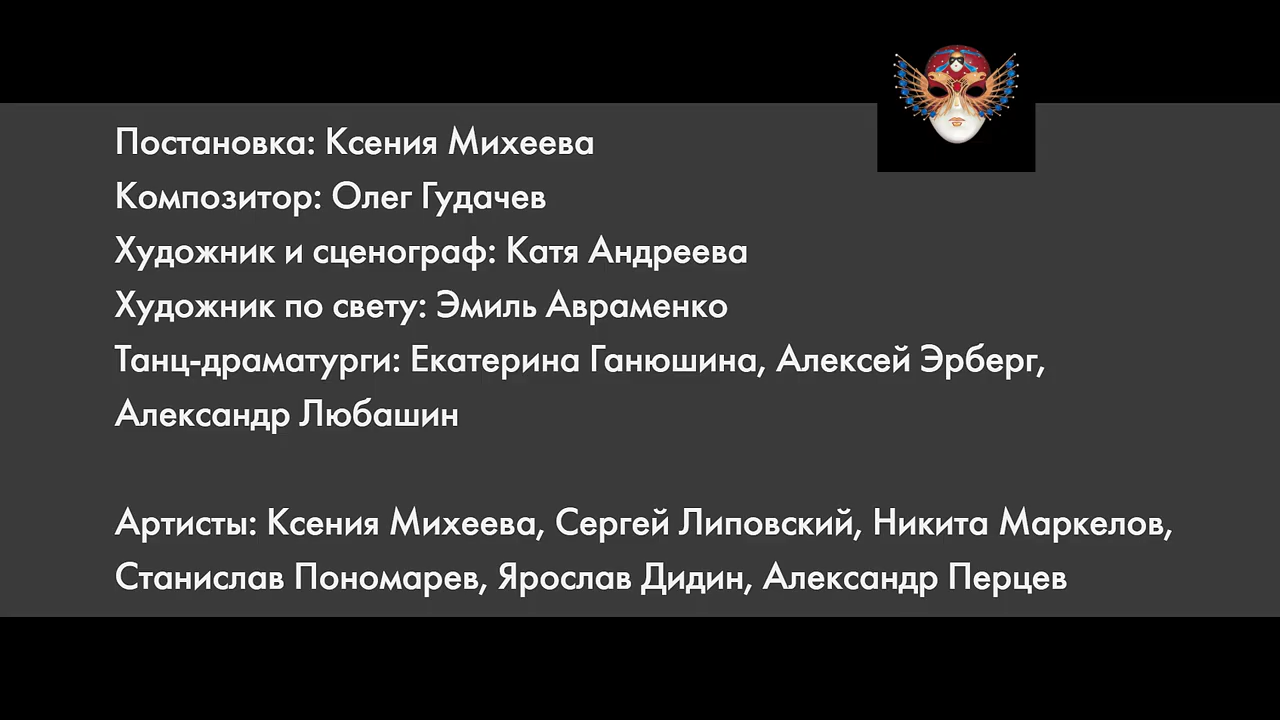 Постановка: Ксения Михеева
Композитор: Олег Гудачев
Художник и сценограф: Катя Андреева
Художник по свету: Эмиль Авраменко
Танц-драматурги: Екатерина Ганюшина, Алексей Эрберг,
Александр Любашин
Артисты: Ксения Михеева, Сергей Липовский, Никита Маркелов,
Станислав Пономарев, Ярослав Дидин, Александр Перцев